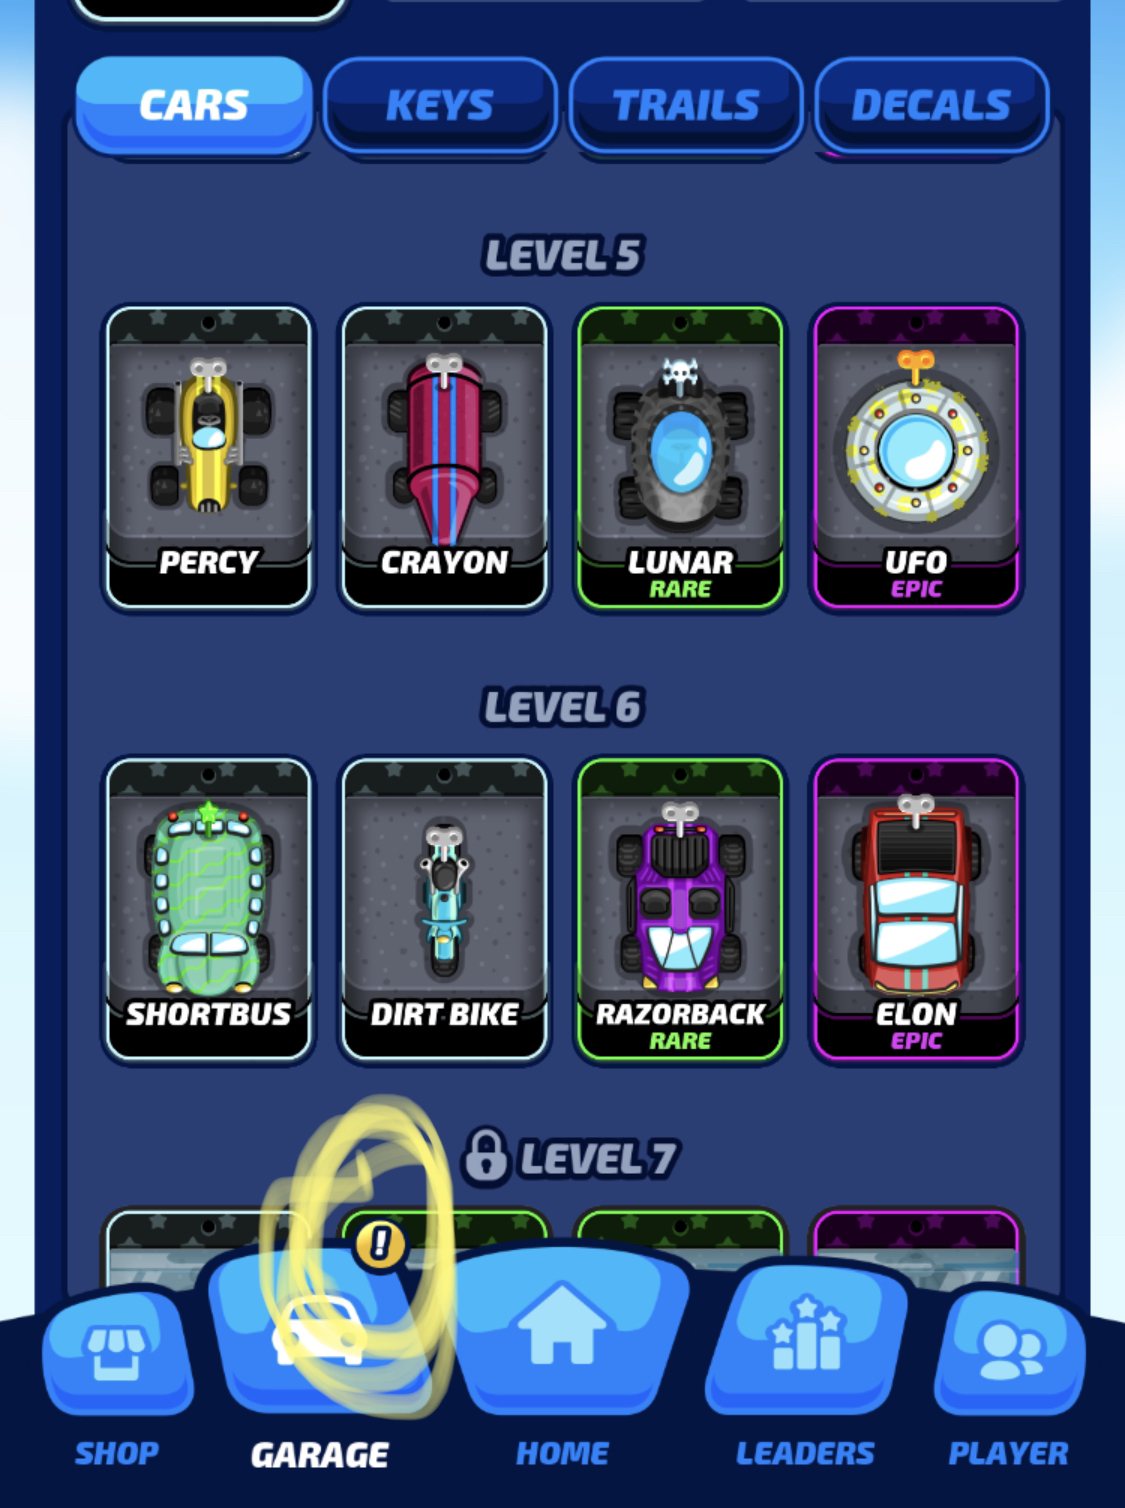 CARS KEYS TRAILS DECALS
LEVEL 5
PERCY CRAYON LUNAR UFO
RARE EPIC
LEVEL 6
SHORTBUS DIRT BIKE RAZORBACK ELON
RARE EPIC
LEVEL 7
!
SHOP GARAGE HOME LEADERS PLAYER